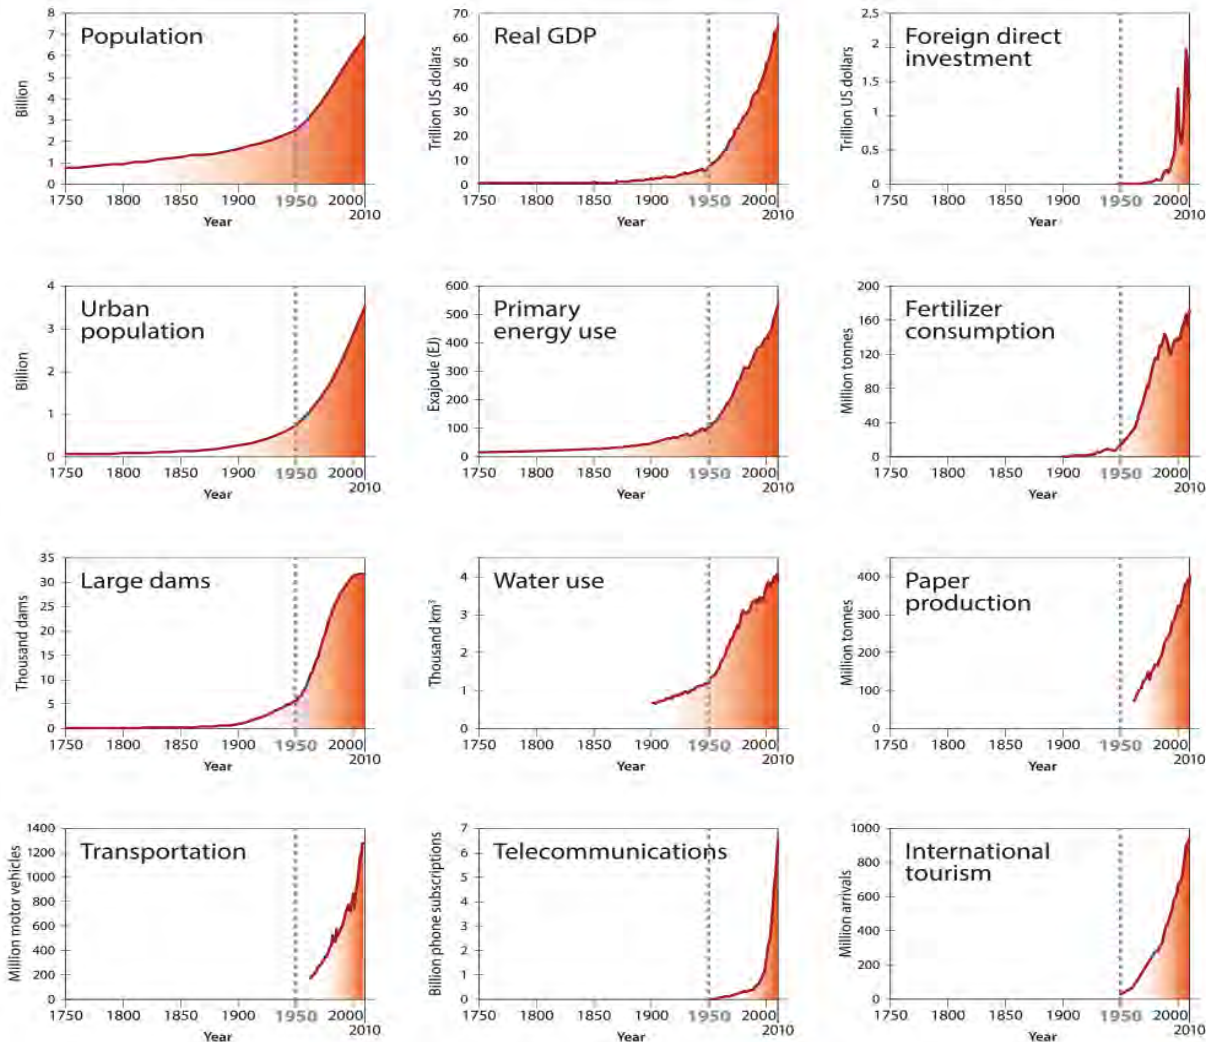 Population
Billion
8
7
6
5
4
3
2
1
0
1750 1800 1850 1900 1950 2000
2010
Year
Real GDP
Trillion US dollars
70
60
50
40
30
20
10
0
1750 1800 1850 1900 1950 2000
2010
Year
Foreign direct
investment
Trillion US dollars
2.5
2
1.5
1
0.5
0
1750 1800 1850 1900 1950 2000
2010
Year
Urban
population
Billion
4
3
2
1
0
1750 1800 1850 1900 1950 2000
2010
Year
Primary
energy use
Exajoule (EJ)
600
500
400
300
200
100
0
1750 1800 1850 1900 1950 2000
2010
Year
Fertilizer
consumption
Million tonnes
200
160
120
80
40
0
1750 1800 1850 1900 1950 2000
2010
Year
Large dams
Thousand dams
35
30
25
20
15
10
5
0
1750 1800 1850 1900 1950 2000
2010
Year
Water use
Thousand km³
4
3
2
1
0
1750 1800 1850 1900 1950 2000
2010
Year
Paper
production
Million tonnes
400
300
200
100
0
1750 1800 1850 1900 1950 2000
2010
Year
Transportation
Million motor vehicles
1400
1200
1000
800
600
400
200
0
1750 1800 1850 1900 1950 2000
2010
Year
Telecommunications
Billion phone subscriptions
7
6
5
4
3
2
1
0
1750 1800 1850 1900 1950 2000
2010
Year
International
tourism
Million arrivals
1000
800
600
400
200
0
1750 1800 1850 1900 1950 2000
2010
Year